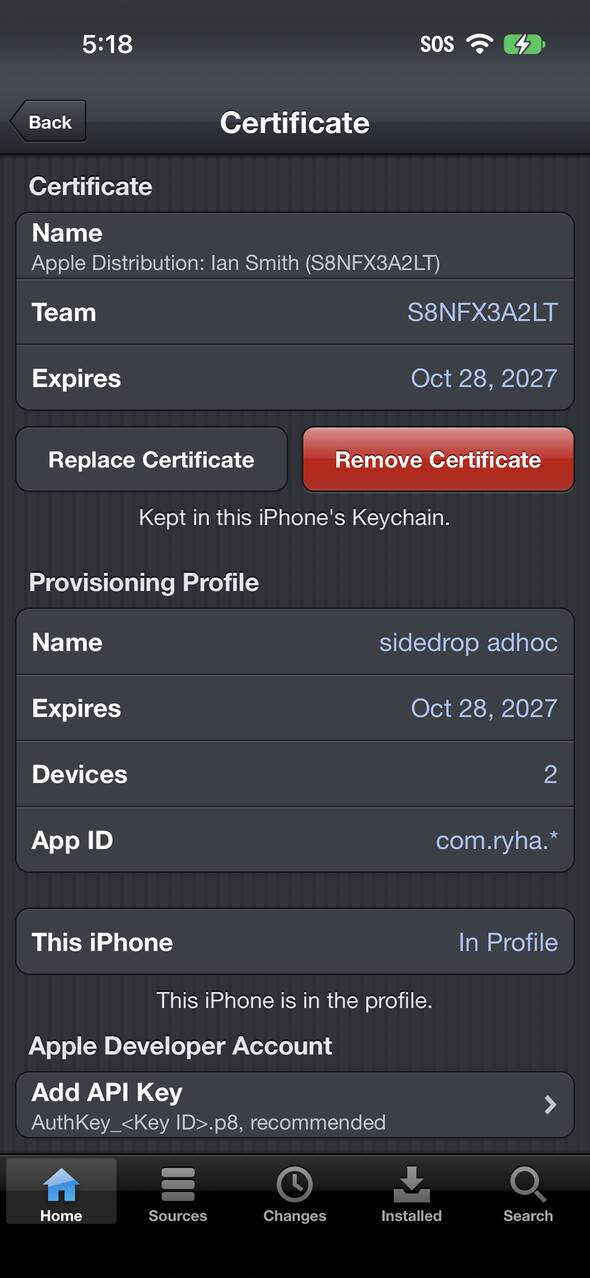 5:18
SOS
Back
Certificate
Certificate
Name
Apple Distribution: Ian Smith (S8NFX3A2LT)
Team S8NFX3A2LT
Expires Oct 28, 2027
Replace Certificate Remove Certificate
Kept in this iPhone's Keychain.
Provisioning Profile
Name sidedrop adhoc
Expires Oct 28, 2027
Devices 2
App ID com.ryha.*
This iPhone In Profile
This iPhone is in the profile.
Apple Developer Account
Add API Key
AuthKey_<Key ID>.p8, recommended
Home Sources Changes Installed Search